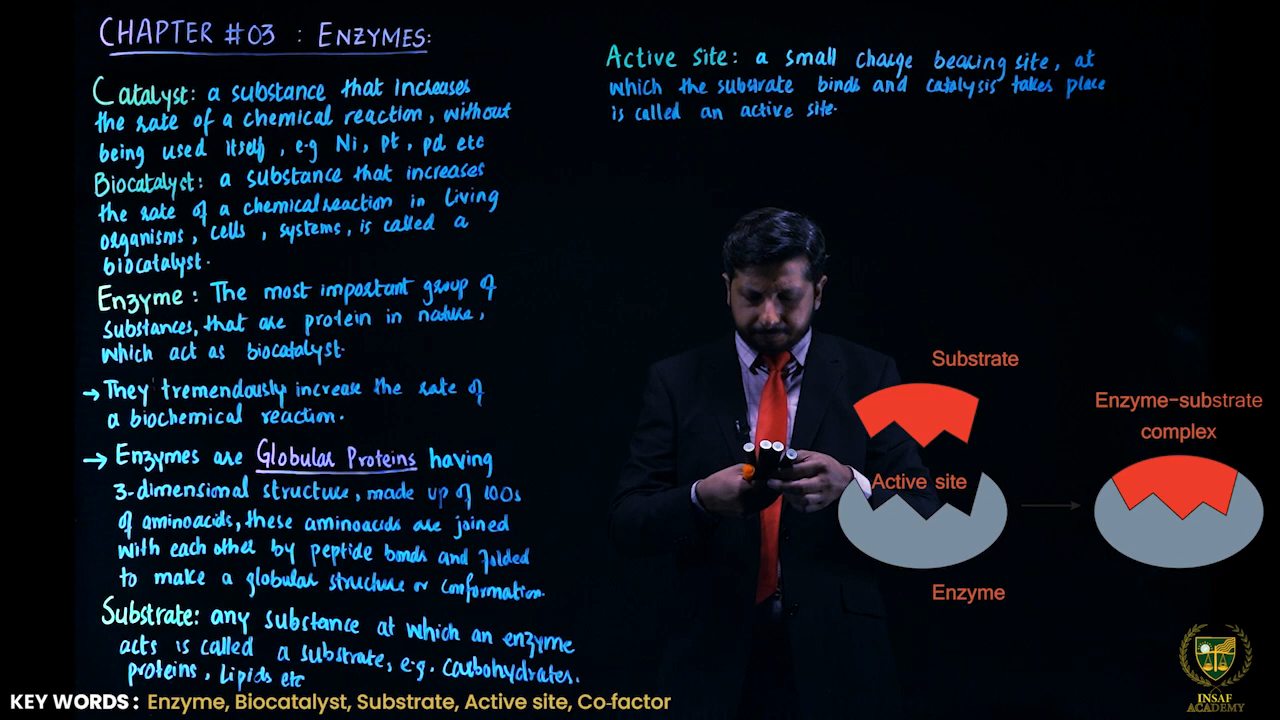 CHAPTER #03 : ENZYMES:
Catalyst: a substance that increases
the rate of a chemical reaction, without
being used itself, e.g Ni, Pt, pd etc
Biocatalyst: a substance that increases
the rate of a chemical reaction in Living
organisms, cells, systems, is called a
biocatalyst.
Enzyme: The most important group of
substances, that are protein in nature,
which act as biocatalyst.
→ They tremendously increase the rate of
a biochemical reaction.
→ Enzymes are Globular Proteins having
3-dimensional structure, made up of 100s
of aminoacids, these aminoacids are joined
with each other by peptide bonds and folded
to make a globular structure or conformation.
Substrate: any substance at which an enzyme
acts is called a substrate, e.g. Carbohydrates.
proteins, Lipids etc
Active site: a small charge bearing site, at
which the substrate binds and catalysis takes place
is called an active site.
Substrate
Active site
Enzyme
Enzyme-substrate
complex
INSAF
ACADEMY
KEY WORDS: Enzyme, Biocatalyst, Substrate, Active site, Co-factor